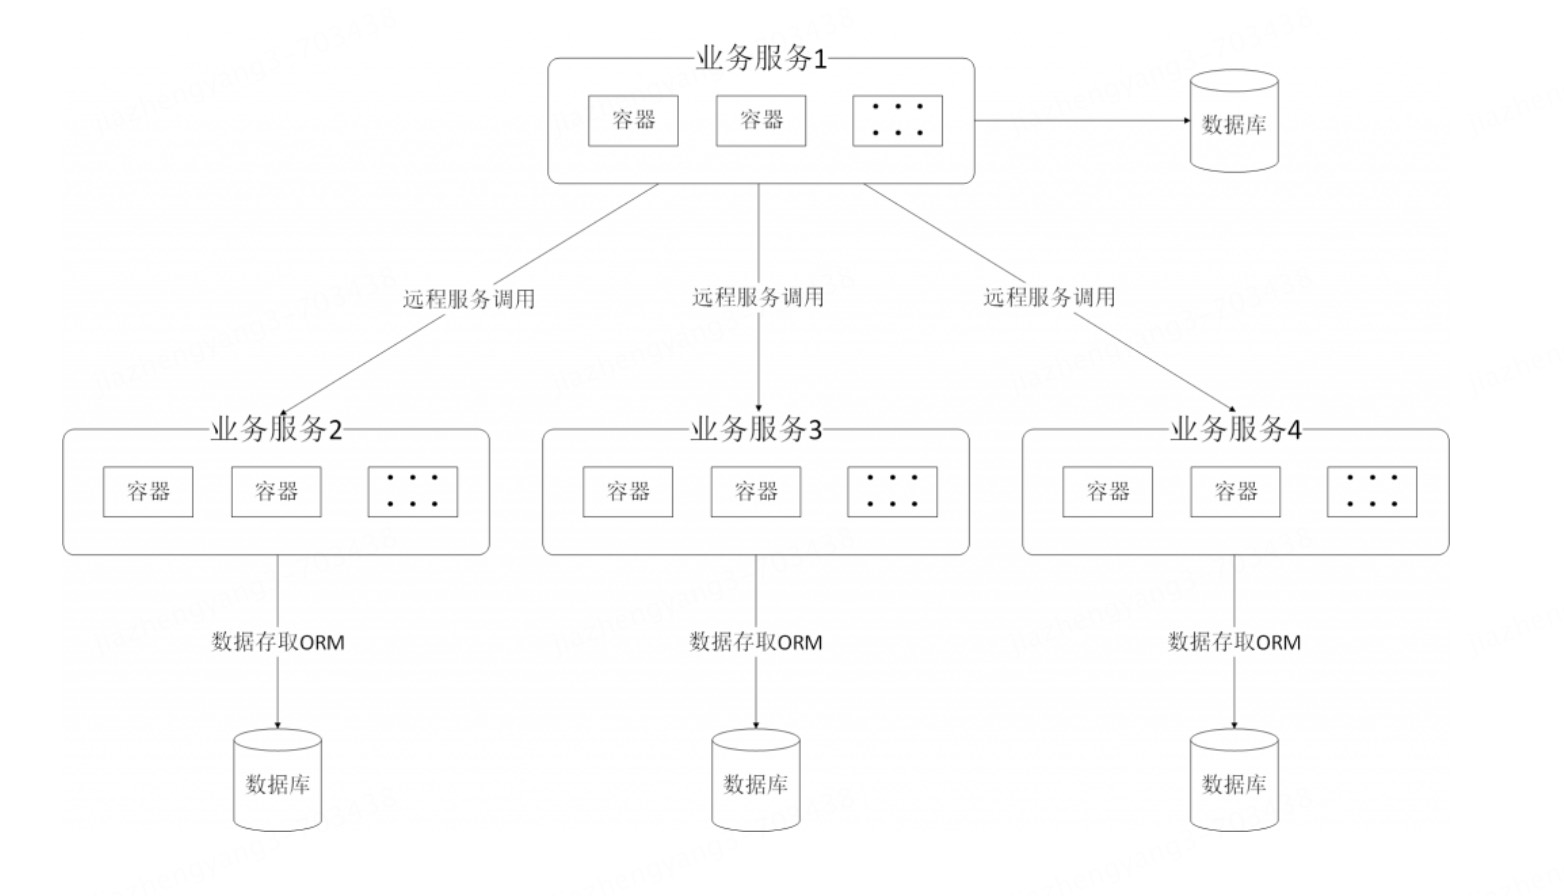 业务服务1
容器
容器
数据库
远程服务调用
远程服务调用
远程服务调用
业务服务2
业务服务3
业务服务4
容器
容器
容器
容器
容器
容器
数据存取ORM
数据存取ORM
数据存取ORM
数据库
数据库
数据库